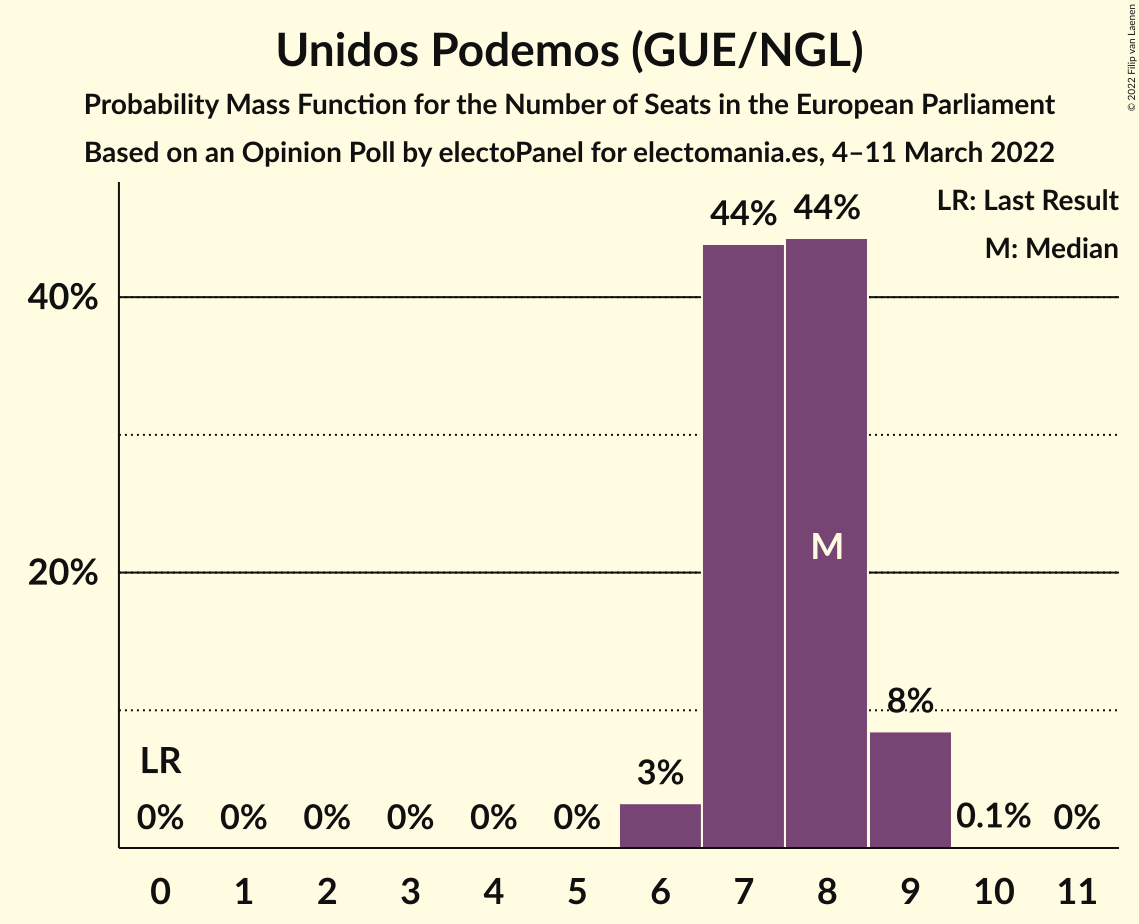 Unidos Podemos (GUE/NGL)
Probability Mass Function for the Number of Seats in the European Parliament
Based on an Opinion Poll by electoPanel for electomania.es, 4–11 March 2022
© 2022 Filip van Laenen
LR: Last Result
M: Median
44% 44%
40%
M
20%
8%
LR
3%
0% 0% 0% 0% 0% 0% 0.1% 0%
0 1 2 3 4 5 6 7 8 9 10 11